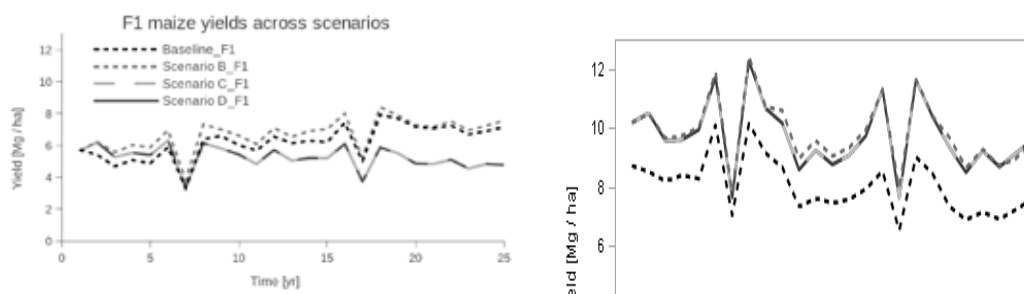 F1 maize yields across scenarios
12
10
8
6
4
2
0
Yield [Mg / ha]
Baseline_F1
Scenario B_F1
Scenario C_F1
Scenario D_F1
0 5 10 15 20 25
Time [yr]
12
10
8
6
eld [Mg / ha]